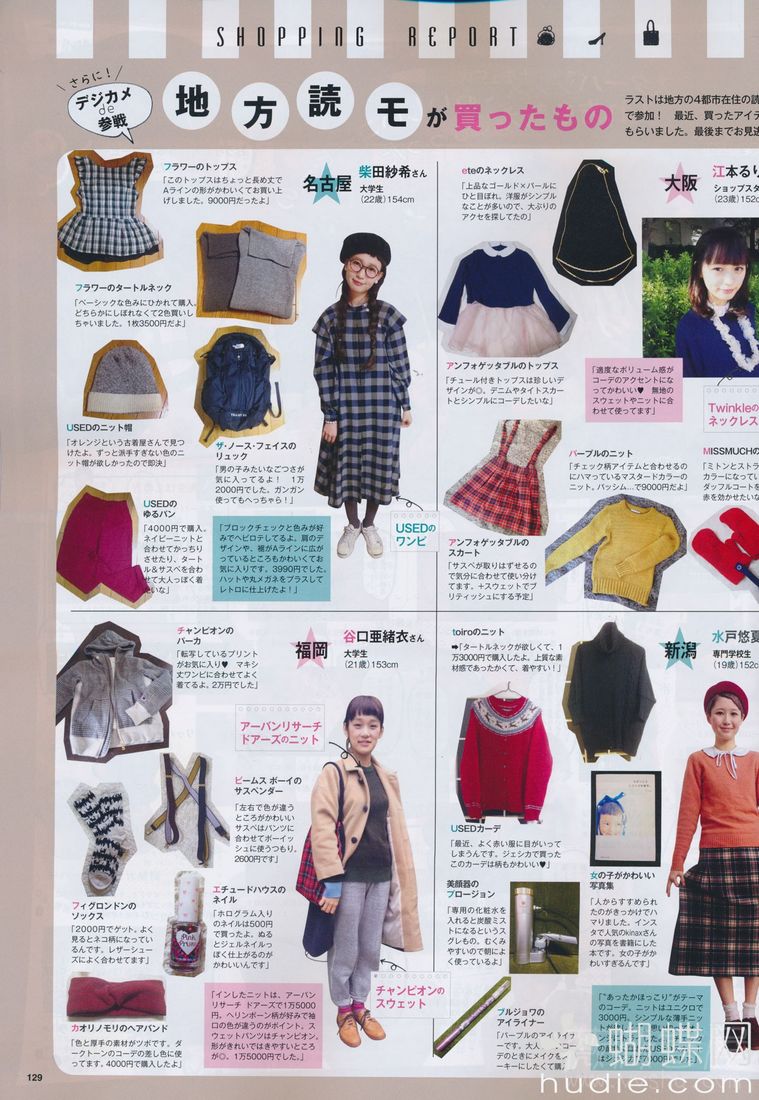 SHOPPING REPORT
さらに!
デジカメ
de
参戦
地方読モが買ったもの
ラストは地方の4都市在住の読
で参加! 最近、買ったアイテ
もらいました。最後までお見逃
フラワーのトップス
「このトップスはちょっと長め丈で
Aラインの形がかわいくてお買い上
げしました。9000円だったよ」
名古屋
柴田紗希さん
大学生
(22歳)154cm
フラワーのタートルネック
「ベーシックな色みにひかれて購入。
どちらかにしぼれなくて2色買いし
ちゃいました。1枚3500円だよ」
USEDのニット帽
「オレンジという古着屋さんで見つ
けたよ。ずっと派手すぎない色のニ
ット帽が欲しかったので即決」
ザ・ノース・フェイスの
リュック
「男の子みたいなごつさが
気に入ってるよ! 1万
2000円でした。ガンガン
使ってもへっちゃら!」
USEDの
ゆるパン
「4000円で購入。
ネイビーニットと
合わせてかっちり
させたり、タート
ル&サスペを合わ
せて大人っぽく着
「ブロックチェックと色みが好
みでヘビロテしてるよ。肩のデ
ザインや、裾がAラインに広が
っているところもかわいくてお
気に入りです。3990円でした。
ハットや丸メガネをプラスして
レトロに仕上げたよ!」
USEDの
ワンピ
eteのネックレス
「上品なゴールド×パールに
ひと目ぼれ。洋服がシンプル
なことが多いので、大ぶりの
アクセを探してたの」
大阪
江本るり
ショップスタ
(23歳)152c
アンフォゲッタブルのトップス
「チュール付きトップスは珍しいデ
ザインが◎。デニムやタイトスカー
トとシンプルにコーデしたいな」
「適度なボリューム感が
コーデのアクセントにな
ってかわいい♥ 無地の
スウェットやニットに合
わせて使ってます」
Twinkleの
ネックレス
アンフォゲッタブルの
スカート
「サスペが取りはずせるの
で気分に合わせて使い分け
てます。+スウェットでブ
リティッシュにする予定」
パープルのニット
「チェック柄アイテムと合わせるの
にハマっているマスタードカラーの
ニット。パッシム…で9000円だよ」
MISSMUCHの
「ミトンとストラ
カラーになってい
ダッフルコートを
赤を効かせたいな
チャンピオンの
パーカ
「転写しているプリント
がお気に入り♥ マキシ
丈ワンピに合わせてよく
着てるよ。2万円でした」
福岡
谷口亜緒衣さん
大学生
(21歳)153cm
アーバンリサーチ
ドアーズのニット
ビームス ボーイの
サスペンダー
「左右で色が違う
ところがかわいい
サスペはパンツに
合わせてボーイッ
シュに使うつもり。
2600円です」
フィグロンドンの
ソックス
「2000円でゲット。よく
見るとネコ柄になってい
るんです。レザーシュー
ズによく合わせてます」
エチュードハウスの
ネイル
「ホログラム入り
のネイルは500円
で買ったよ。ぬる
とジェルネイルっ
ぽく仕上がるのが
かわいいんです」
カオリノモリのヘアバンド
「色と厚手の素材がツボです。ダ
ークトーンのコーデの差し色に使
ってます。4000円で購入したよ」
「インしたニットは、アーバン
リサーチ ドアーズで1万5000
円。ヘリンボーン柄が好みで袖
口の色が違うのがポイント。ス
ウェットパンツはチャンピオン。
形がきれいではきやすいところ
が◎。1万5000円でした」
チャンピオンの
スウェット
toiroのニット
➡「タートルネックが欲しくて、1
万3000円で購入したよ。上質な素
材感であったかくて、着やすい!」
新潟
水戸悠夏
専門学校生
(19歳)152c
USEDカーデ
「最近、よく赤い服に目がいって
しまうんです。ジェシカで買った
このカーデは柄もかわいい♥」
女の子がかわいい
写真集
「人からすすめられ
たのがきっかけでハ
マりました。インス
タで人気のkinaxさん
の写真を書籍にした
本です。女の子がか
わいすぎるんです」
美顔器の
プロージョン
「専用の化粧水を
入れると炭酸ミス
トになるというス
グレモノ。むくみ
やすいので朝によ
く使っているよ」
ブルジョワの
アイライナー
「パープルのアイライナ
ーにしたくて購
「"あったかほっこり"がテーマ
のコーデ。ニットはユニクロで
129
蝴蝶网
hudie.com